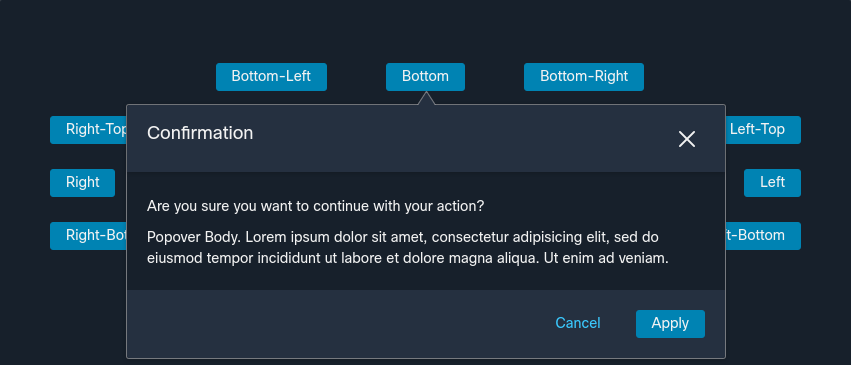 Bottom-Left Bottom Bottom-Right
Right-Top Left-Top
Confirmation
Right Left
Are you sure you want to continue with your action?
Right-Bot t-Bottom
Popover Body. Lorem ipsum dolor sit amet, consectetur adipisicing elit, sed do
eiusmod tempor incididunt ut labore et dolore magna aliqua. Ut enim ad veniam.
Cancel Apply